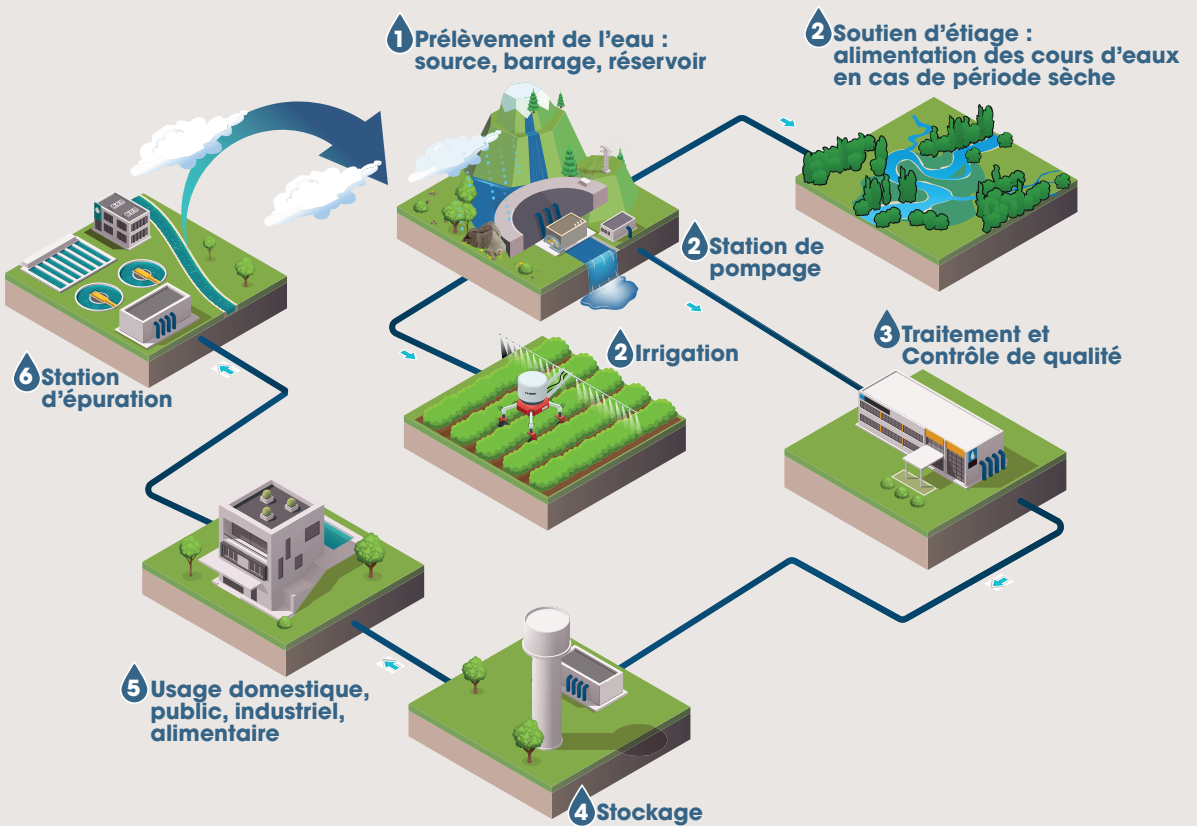 1 Prélèvement de l'eau :
source, barrage, réservoir
2 Soutien d'étiage :
alimentation des cours d'eaux
en cas de période sèche
2 Station de
pompage
2 Irrigation
3 Traitement et
Contrôle de qualité
6 Station
d'épuration
5 Usage domestique,
public, industriel,
alimentaire
4 Stockage